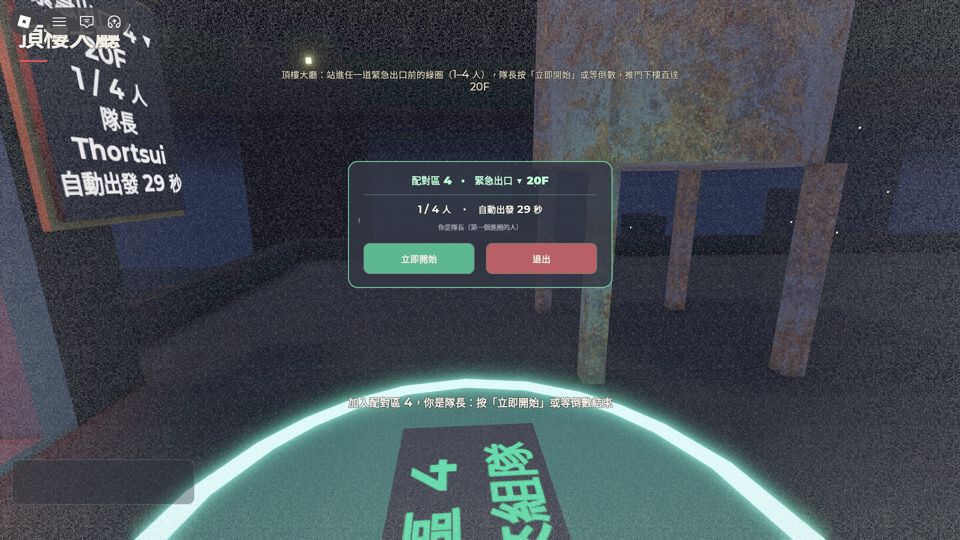 頂樓大廳
20F
1 / 4 人
隊長
Thortsui
自動出發 29 秒
頂樓大廳：站進任一道緊急出口前的綠圈（1–4 人），隊長按「立即開始」或等倒數，推門下樓直達
20F
配對區 4 • 緊急出口 ▼ 20F
1 / 4 人 • 自動出發 29 秒
你是隊長（第一個進圈的人）
立即開始
退出
加入配對區 4，你是隊長：按「立即開始」或等倒數結束
區 4
組隊